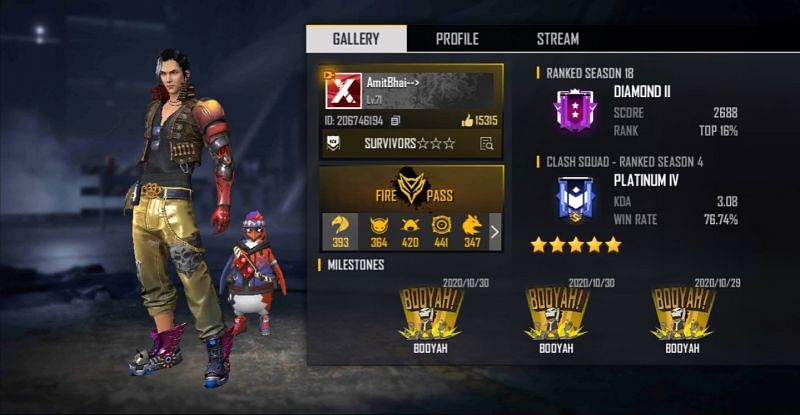 GALLERY PROFILE STREAM
AmitBhai-->
Lv.71
ID: 206746194 15315
SURVIVORS
FIRE PASS
393 364 420 441 347
RANKED SEASON 18
DIAMOND II
SCORE 2688
RANK TOP 16%
CLASH SQUAD - RANKED SEASON 4
PLATINUM IV
KDA 3.08
WIN RATE 76.74%
MILESTONES
2020/10/30 2020/10/30 2020/10/29
BOOYAH! BOOYAH! BOOYAH!
BOOYAH BOOYAH BOOYAH